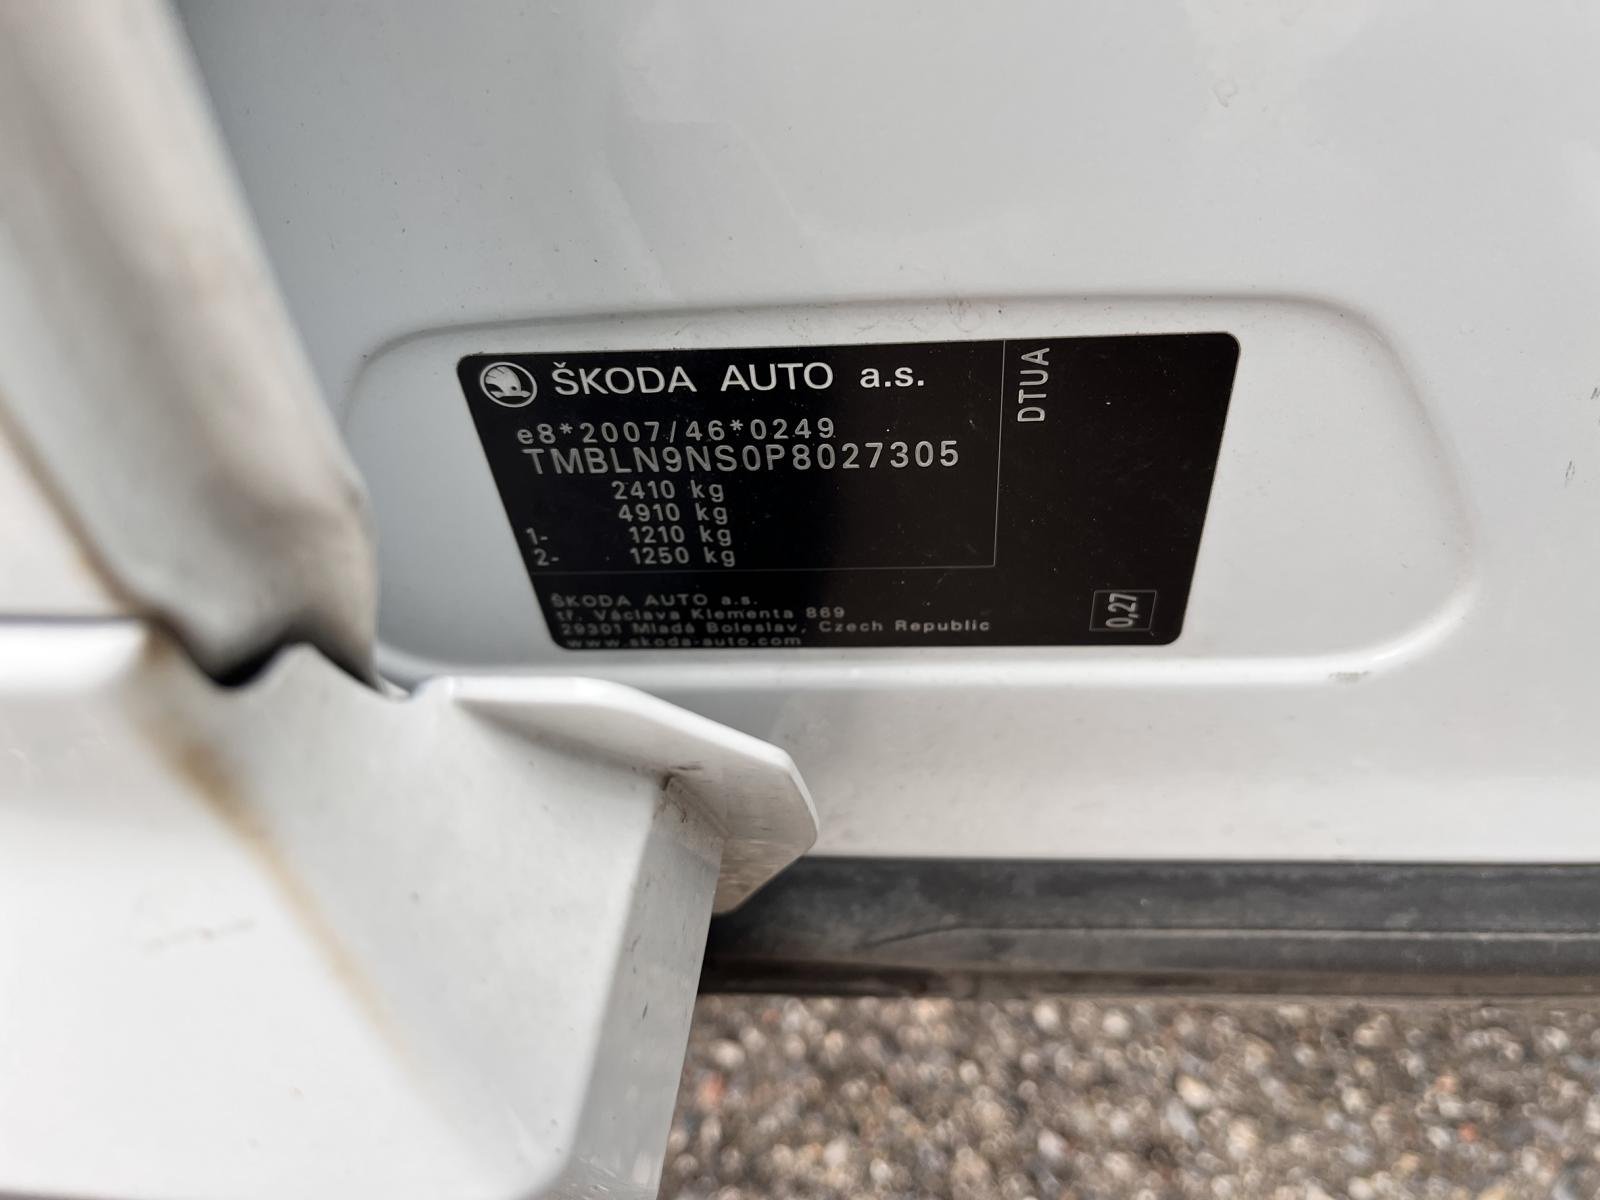 ŠKODA AUTO a.s.
e8*2007/46*0249
TMBLN9NS0P8027305
2410 kg
4910 kg
1- 1210 kg
2- 1250 kg
ŠKODA AUTO a.s.
tř. Václava Klementa 869
29301 Mladá Boleslav, Czech Republic
www.skoda-auto.com
DTUA
0,27